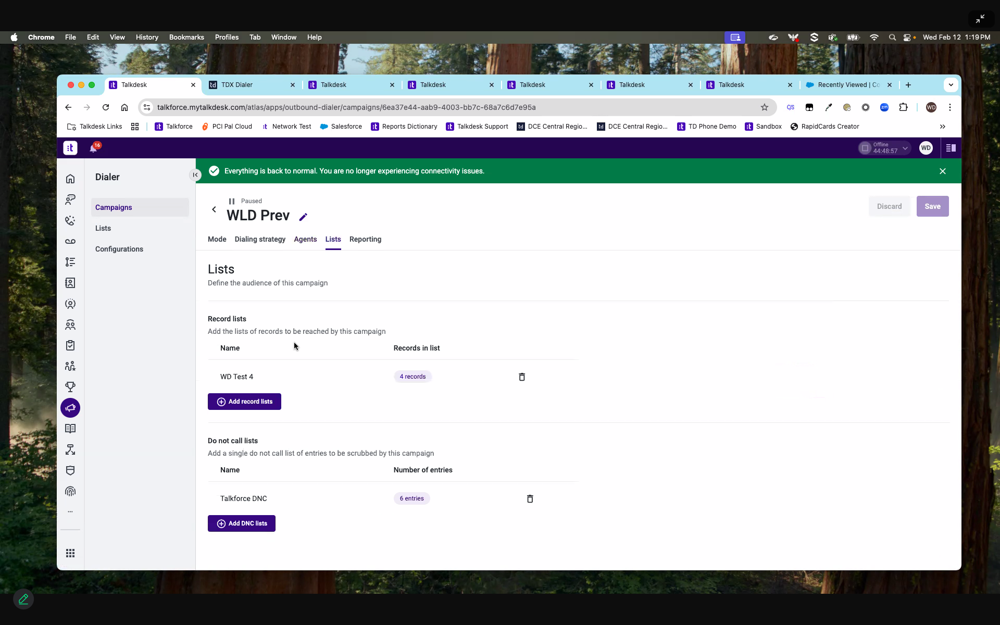 Chrome File Edit View History Bookmarks Profiles Tab Window Help Wed Feb 12 1:19 PM
Talkdesk TDX Dialer Talkdesk Talkdesk Talkdesk Talkdesk Talkdesk Recently Viewed | Co
talkforce.mytalkdesk.com/atlas/apps/outbound-dialer/campaigns/6ea37e44-aab9-4003-bb7c-68a7c6d7e95a
C/S zm WD
Talkdesk Links Talkforce PCI Pal Cloud Network Test Salesforce Reports Dictionary Talkdesk Support DCE Central Regio... DCE Central Regio... TD Phone Demo Sandbox RapidCards Creator
16
Offline
44:48:57
WD
Dialer
Campaigns
Lists
Configurations
Everything is back to normal. You are no longer experiencing connectivity issues.
Paused
WLD Prev
Discard Save
Mode Dialing strategy Agents Lists Reporting
Lists
Define the audience of this campaign
Record lists
Add the lists of records to be reached by this campaign
Name Records in list
WD Test 4 4 records
Add record lists
Do not call lists
Add a single do not call list of entries to be scrubbed by this campaign
Name Number of entries
Talkforce DNC 6 entries
Add DNC lists